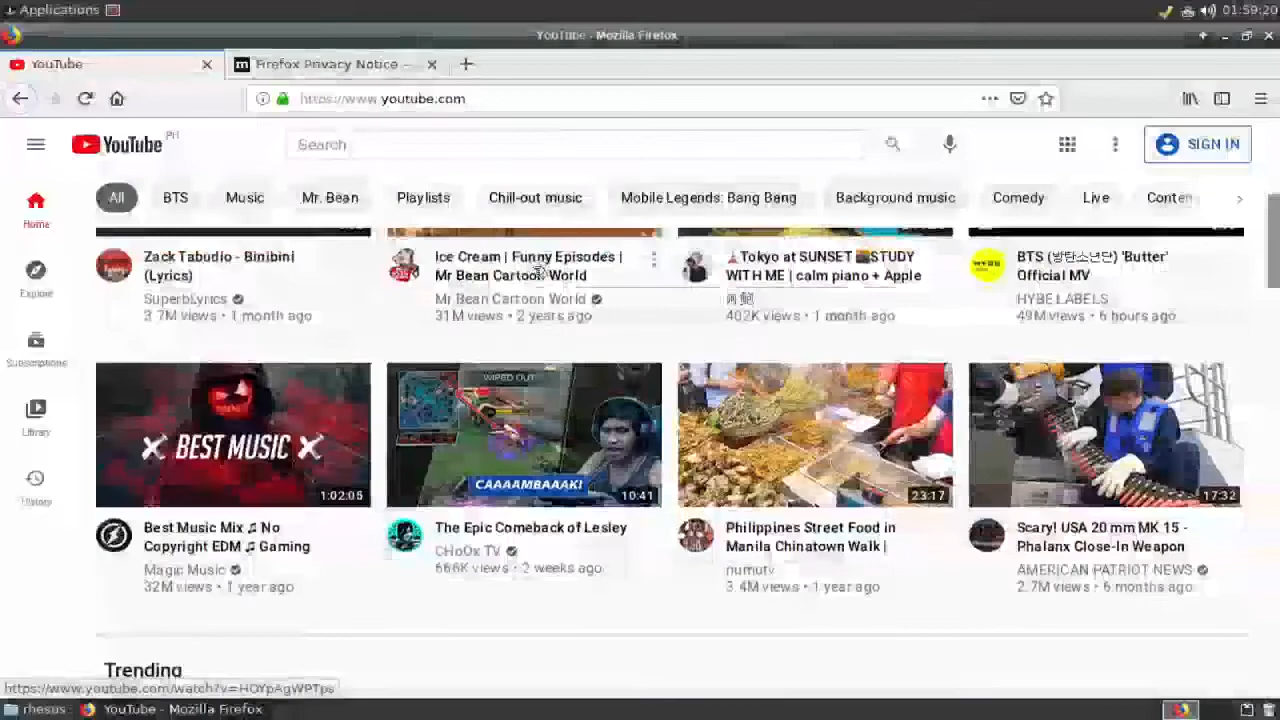 Applications
01:59:20
YouTube - Mozilla Firefox
YouTube
Firefox Privacy Notice —
https://www.youtube.com
YouTube PH
Search
SIGN IN
All
BTS
Music
Mr. Bean
Playlists
Chill-out music
Mobile Legends: Bang Bang
Background music
Comedy
Live
Conten
Home
Explore
Subscriptions
Library
History
Zack Tabudlo - Binibini
(Lyrics)
SuperbLyrics
3.7M views • 1 month ago
Ice Cream | Funny Episodes |
Mr Bean Cartoon World
Mr Bean Cartoon World
31M views • 2 years ago
Tokyo at SUNSET STUDY
WITH ME | calm piano + Apple
402K views • 1 month ago
BTS (방탄소년단) 'Butter'
Official MV
HYBE LABELS
49M views • 6 hours ago
BEST MUSIC
1:02:05
Best Music Mix ♫ No
Copyright EDM ♫ Gaming
Magic Music
32M views • 1 year ago
WIPED OUT
CAAAAMBAAAK!
10:41
The Epic Comeback of Lesley
ChooX TV
666K views • 2 weeks ago
23:17
Philippines Street Food in
Manila Chinatown Walk |
numuty
3.4M views • 1 year ago
17:32
Scary! USA 20 mm MK 15 -
Phalanx Close-In Weapon
AMERICAN PATRIOT NEWS
2.7M views • 6 months ago
Trending
https://www.youtube.com/watch?v=HOYpAgWPTps
rhesus
YouTube - Mozilla Firefox